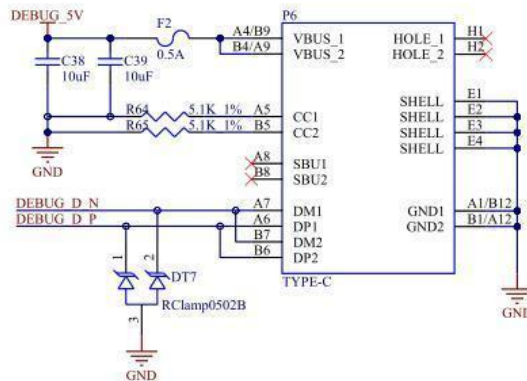 DEBUG_5V
P6
F2
A4/B9
VBUS_1
HOLE_1
H1
C38
C39
B4/A9
VBUS_2
HOLE_2
H2
10uF
10uF
0.5A
R64
5.1K 1%
A5
CC1
SHELL
E1
R65
5.1K 1%
B5
CC2
SHELL
E2
SHELL
E3
SHELL
E4
GND
A8
SBU1
B8
SBU2
DEBUG_D_N
A7
DM1
GND1
A1/B12
DEBUG_D_P
A6
DP1
GND2
B1/A12
B7
DM2
B6
DP2
1
2
DT7
TYPE-C
RClamp0502B
3
GND
GND